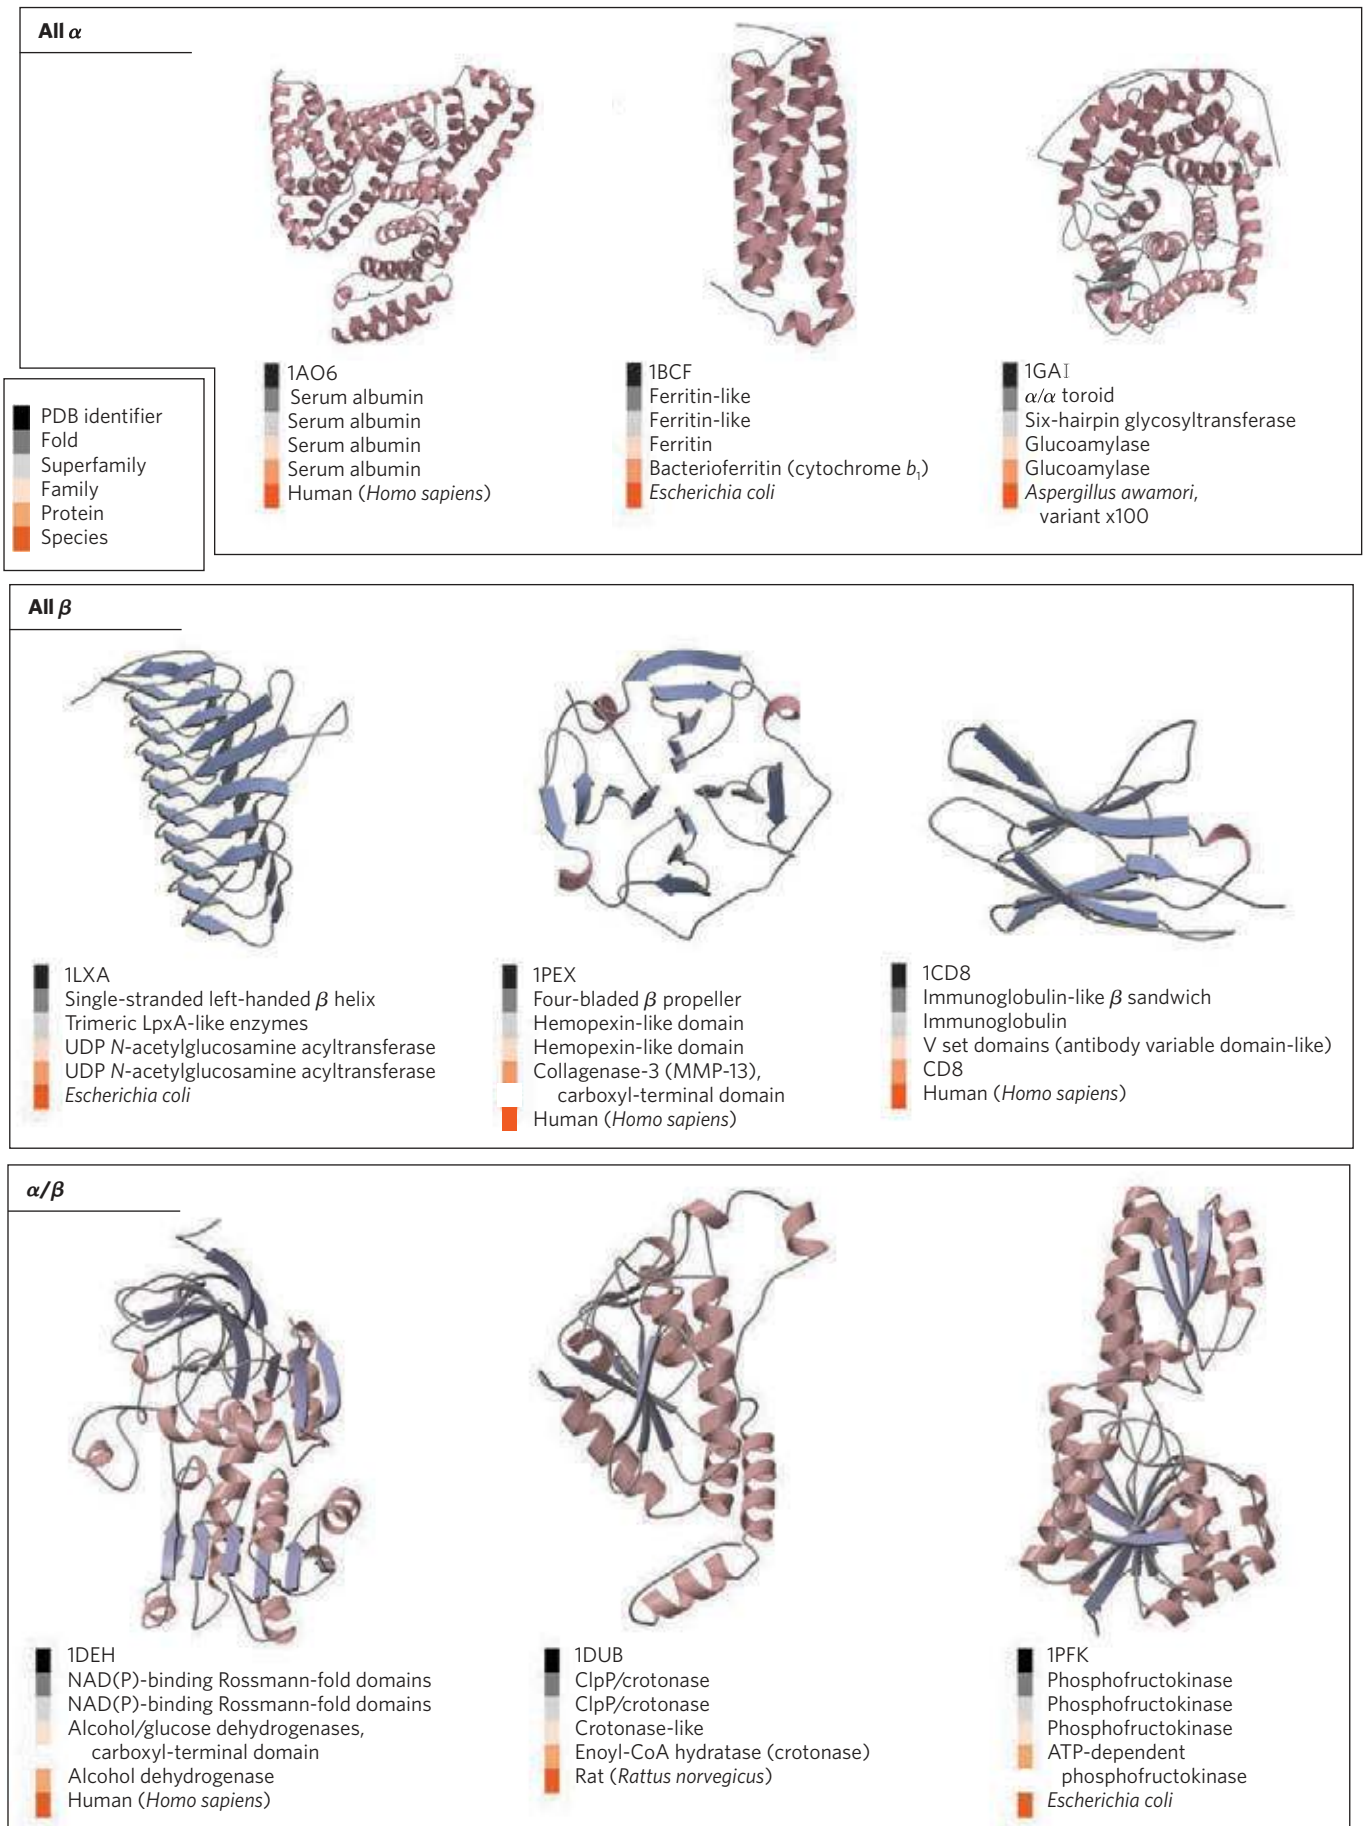 All α
1AO6
Serum albumin
Serum albumin
Serum albumin
Serum albumin
Human (Homo sapiens)
1BCF
Ferritin-like
Ferritin-like
Ferritin
Bacterioferritin (cytochrome b₁)
Escherichia coli
1GAI
α/α toroid
Six-hairpin glycosyltransferase
Glucoamylase
Glucoamylase
Aspergillus awamori,
variant x100
PDB identifier
Fold
Superfamily
Family
Protein
Species
All β
1LXA
Single-stranded left-handed β helix
Trimeric LpxA-like enzymes
UDP N-acetylglucosamine acyltransferase
UDP N-acetylglucosamine acyltransferase
Escherichia coli
1PEX
Four-bladed β propeller
Hemopexin-like domain
Hemopexin-like domain
Collagenase-3 (MMP-13),
carboxyl-terminal domain
Human (Homo sapiens)
1CD8
Immunoglobulin-like β sandwich
Immunoglobulin
V set domains (antibody variable domain-like)
CD8
Human (Homo sapiens)
α/β
1DEH
NAD(P)-binding Rossmann-fold domains
NAD(P)-binding Rossmann-fold domains
Alcohol/glucose dehydrogenases,
carboxyl-terminal domain
Alcohol dehydrogenase
Human (Homo sapiens)
1DUB
ClpP/crotonase
ClpP/crotonase
Crotonase-like
Enoyl-CoA hydratase (crotonase)
Rat (Rattus norvegicus)
1PFK
Phosphofructokinase
Phosphofructokinase
Phosphofructokinase
ATP-dependent
phosphofructokinase
Escherichia coli